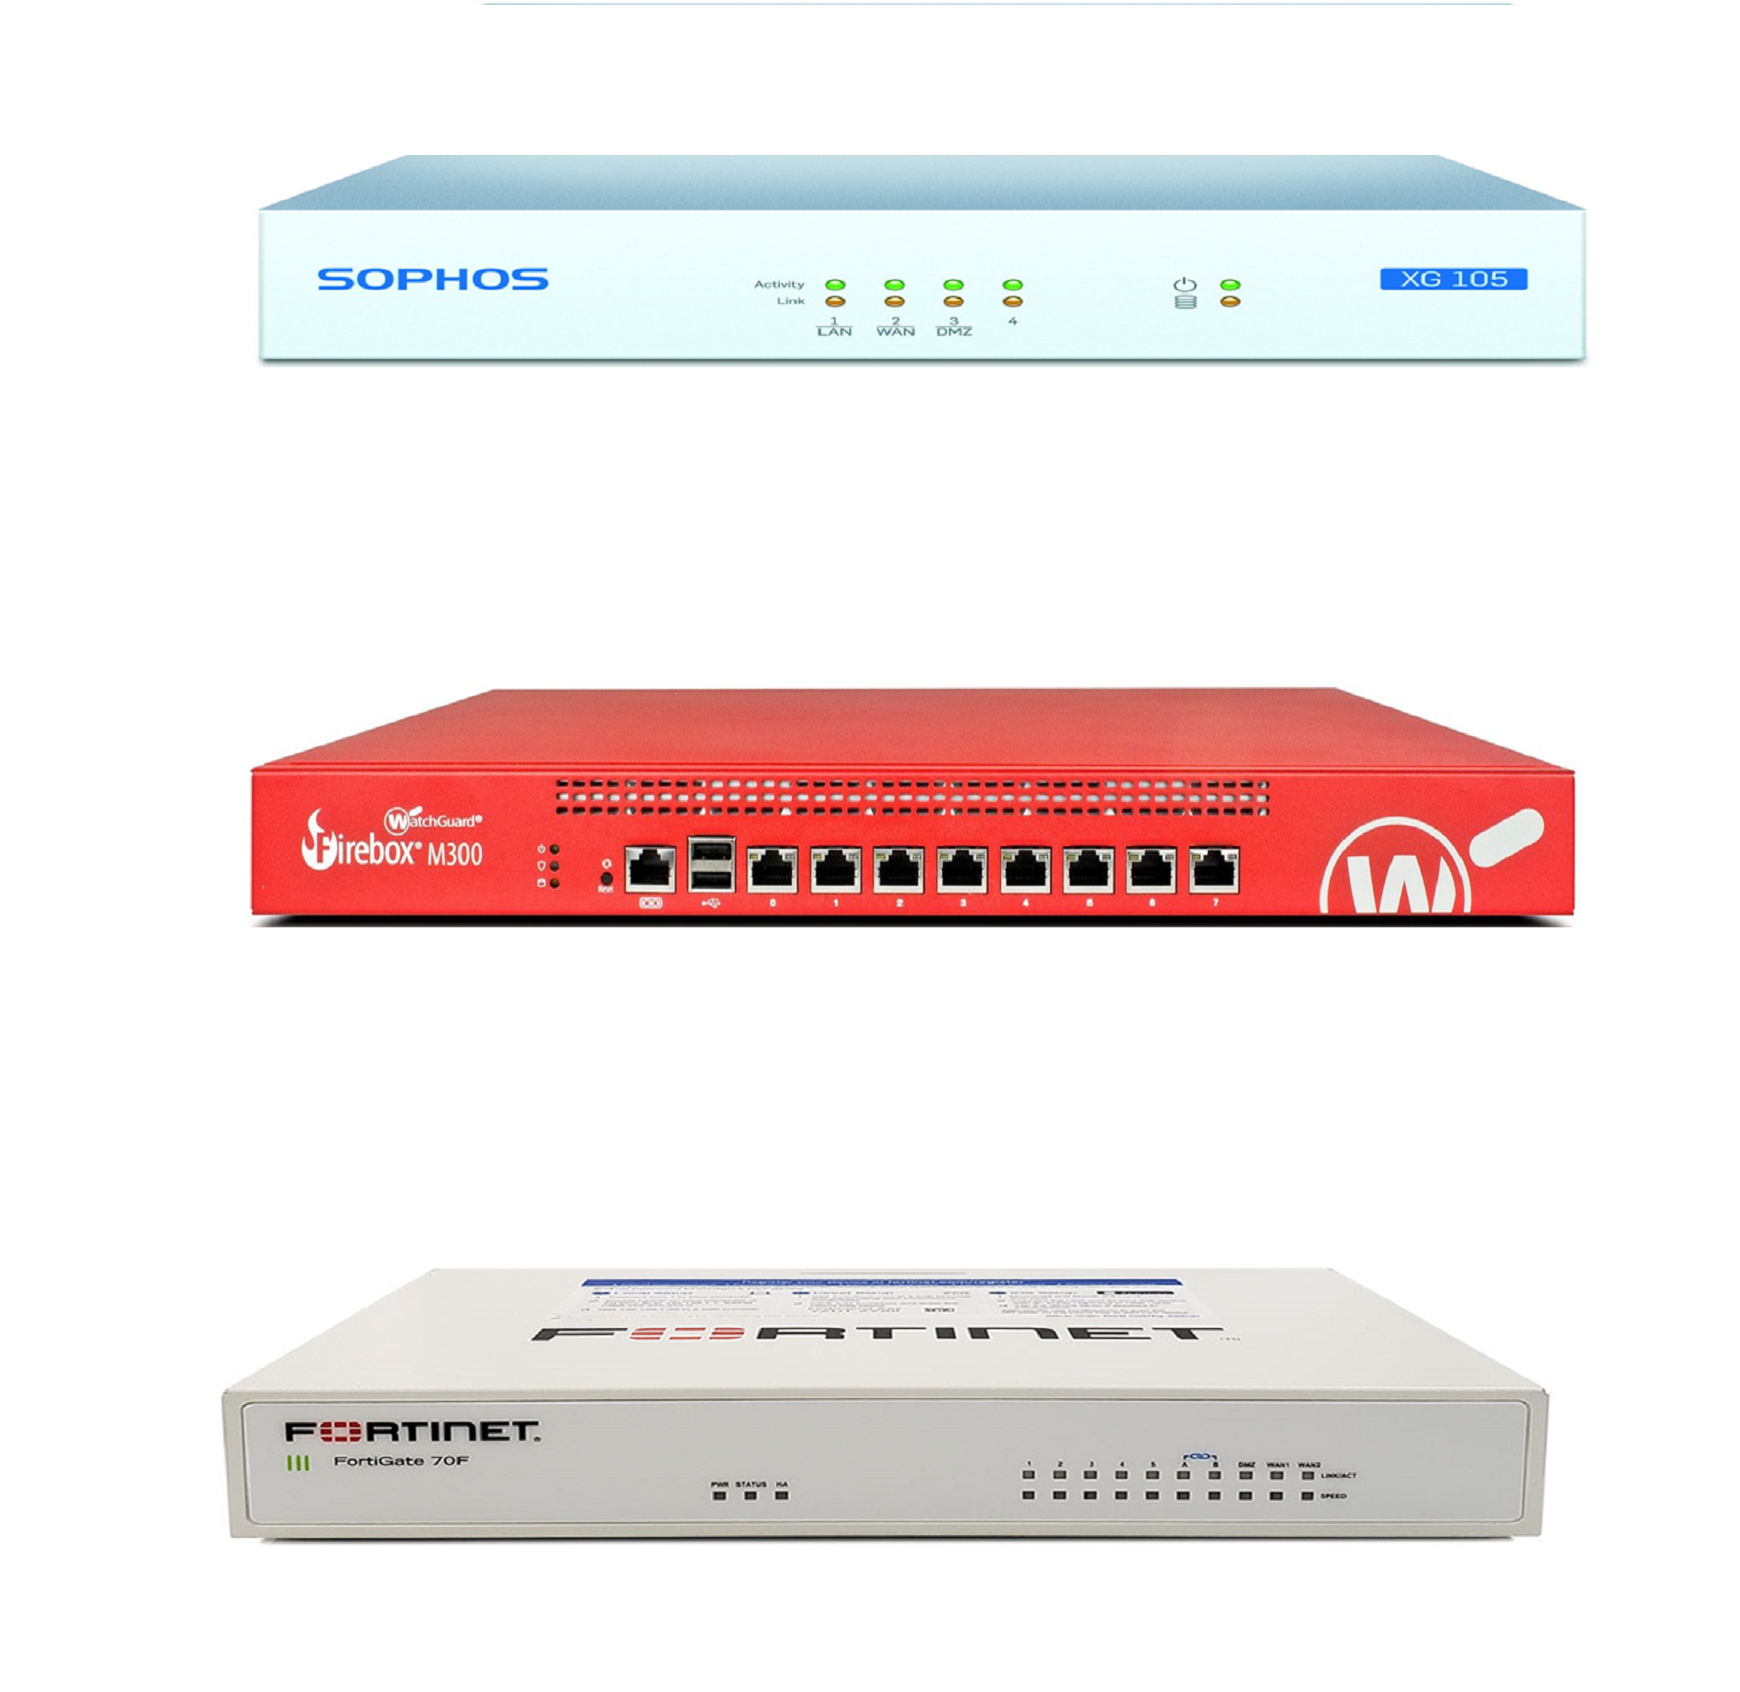 SOPHOS
Activity
Link
1 2 3 4
LAN WAN DMZ
XG 105
WatchGuard®
Firebox® M300
Reset
0 1 2 3 4 5 6 7
W
FORTINET
FORTINET®
FortiGate 70F
PWR STATUS HA
1 2 3 4 5 A B DMZ WAN1 WAN2
LINK/ACT
SPEED